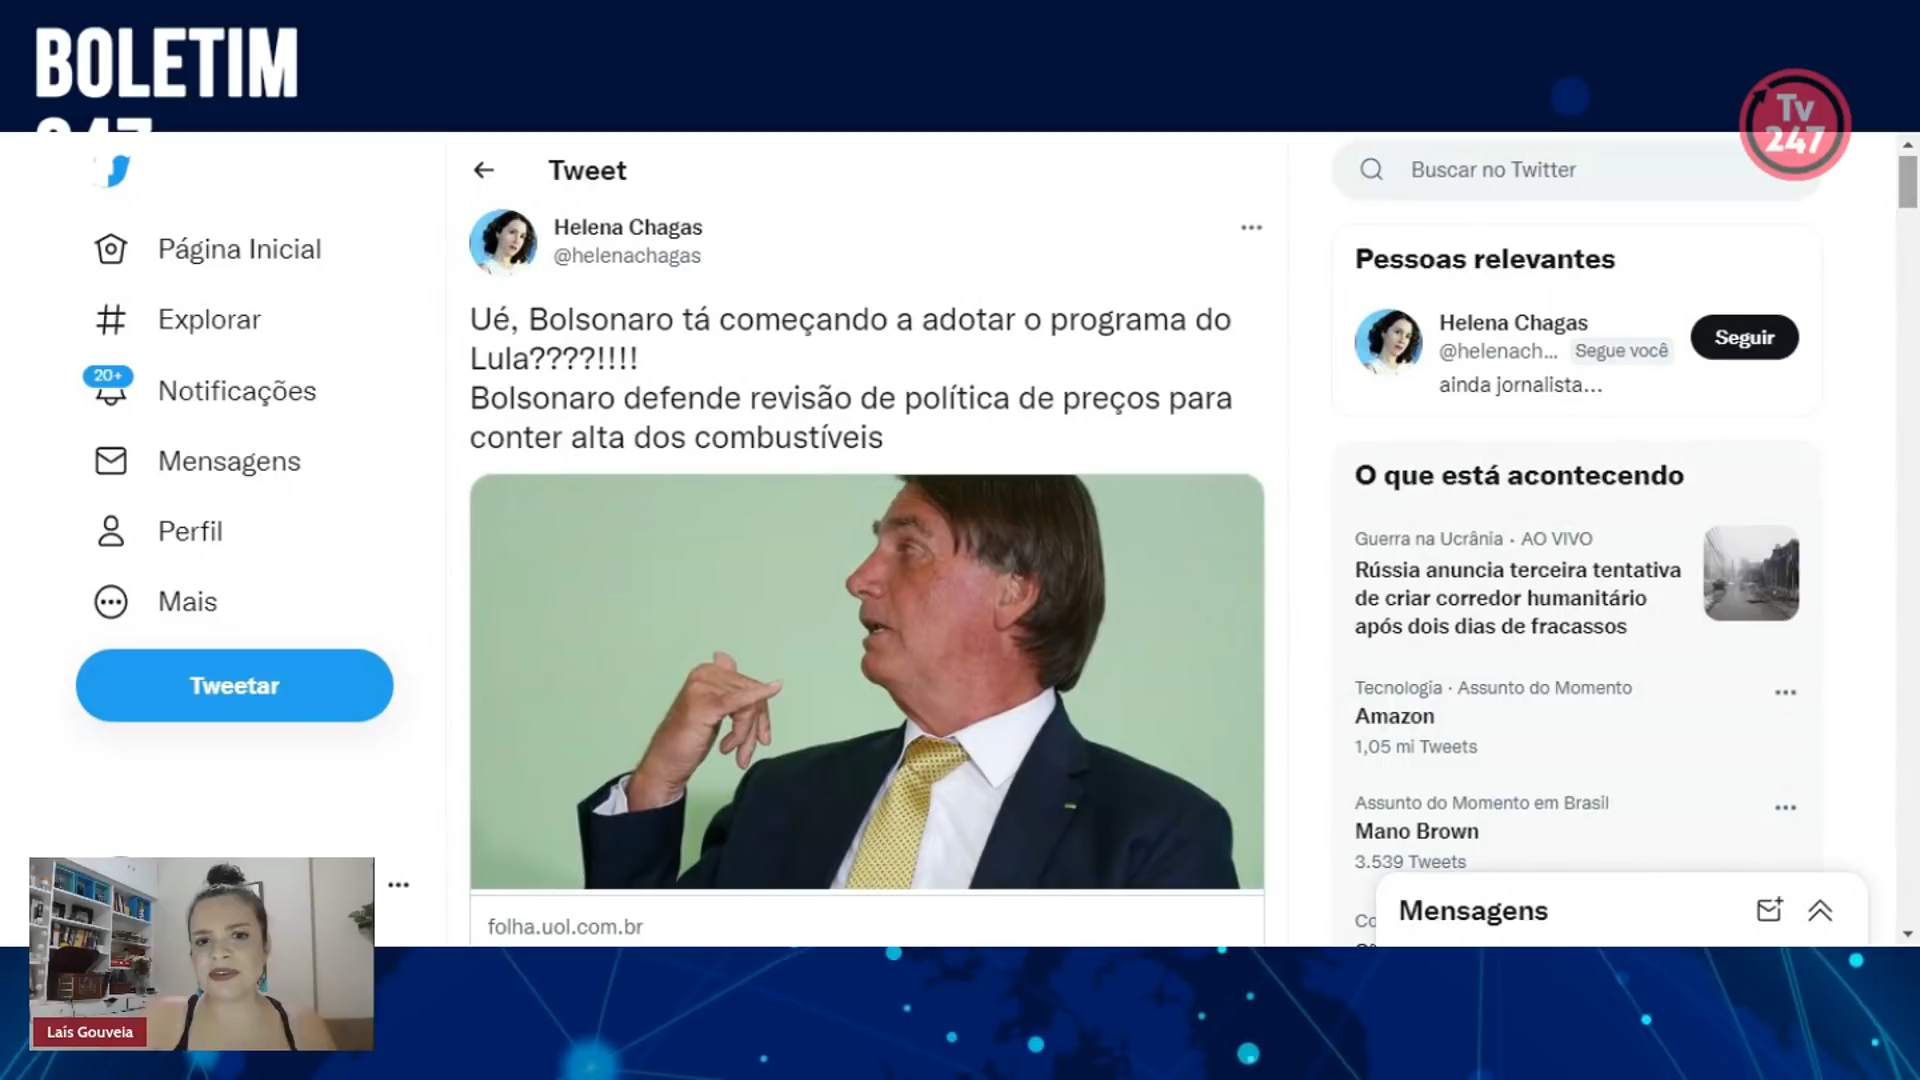 BOLETIM
247
Tv
247
Página Inicial
Explorar
20+
Notificações
Mensagens
Perfil
Mais
Tweetar
Tweet
Helena Chagas
@helenachagas
Ué, Bolsonaro tá começando a adotar o programa do
Lula????!!!!
Bolsonaro defende revisão de política de preços para
conter alta dos combustíveis
folha.uol.com.br
Buscar no Twitter
Pessoas relevantes
Helena Chagas
@helenach... Segue você
Seguir
ainda jornalista...
O que está acontecendo
Guerra na Ucrânia · AO VIVO
Rússia anuncia terceira tentativa
de criar corredor humanitário
após dois dias de fracassos
Tecnologia · Assunto do Momento
Amazon
1,05 mi Tweets
Assunto do Momento em Brasil
Mano Brown
3.539 Tweets
Co
Mensagens
Laís Gouveia